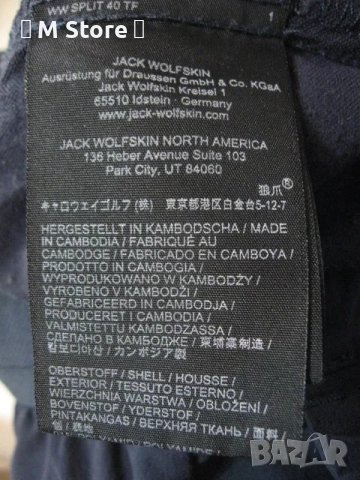 @ M Store @
WW SPLIT 40 TF
1
JACK WOLFSKIN
Ausrüstung für Draussen GmbH & Co. KGaA
Jack Wolfskin Kreisel 1
65510 Idstein - Germany
www.jack-wolfskin.com
JACK WOLFSKIN NORTH AMERICA
136 Heber Avenue Suite 103
Park City, UT 84060
狼爪®
キャロウェイゴルフ(株) 東京都港区白金台5-12-7
HERGESTELLT IN KAMBODSCHA / MADE
IN CAMBODIA / FABRIQUÉ AU
CAMBODGE / FABRICADO EN CAMBOYA
PRODOTTO IN CAMBOGIA /
WYPRODUKOWANO W KAMBODŻY /
VYROBENO V KAMBODŽI /
GEFABRICEERD IN CAMBODJA /
PRODUCERET I CAMBODIA /
VALMISTETTU KAMBODZASSA /
СДЕЛАНО В КАМБОДЖЕ / 柬埔寨制造 /
캄보디아산 / カンボジア製
OBERSTOFF / SHELL / HOUSSE /
EXTERIOR / TESSUTO ESTERNO /
WIERZCHNIA WARSTWA / OBLOŽENÍ /
BOVENSTOF / YDERSTOF /
PINTAKANGAS / ВЕРХНЯЯ ТКАНЬ / 面料 /
BAZAR
bg